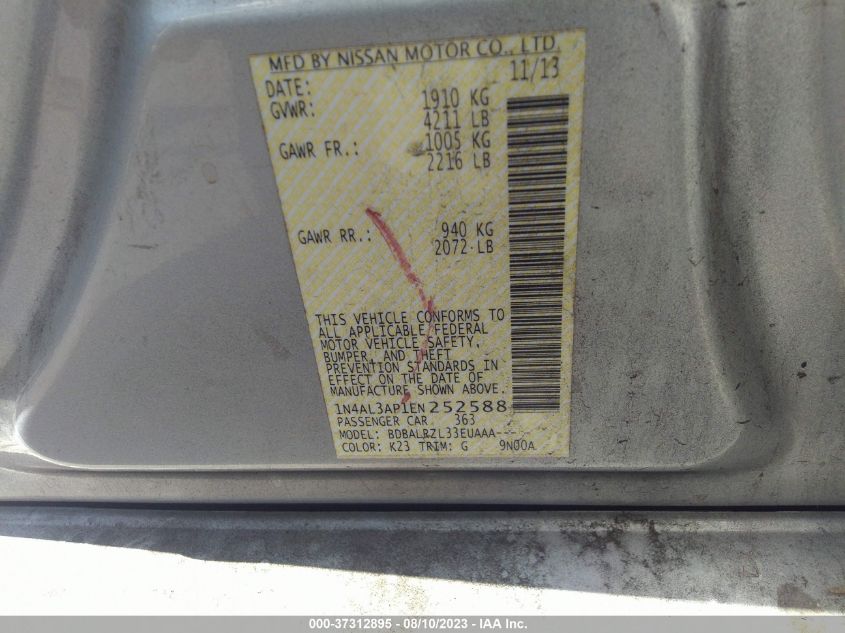 MFD BY NISSAN MOTOR CO., LTD.
DATE: 11/13
GVWR: 1910 KG
4211 LB
GAWR FR.: 1005 KG
2216 LB
GAWR RR.: 940 KG
2072 LB
THIS VEHICLE CONFORMS TO
ALL APPLICABLE FEDERAL
MOTOR VEHICLE SAFETY,
BUMPER, AND THEFT
PREVENTION STANDARDS IN
EFFECT ON THE DATE OF
MANUFACTURE SHOWN ABOVE.
1N4AL3AP1EN252588
PASSENGER CAR 363
MODEL: BDBALRZL33EUAAA----
COLOR: K23 TRIM: G 9N00A
000-37312895 - 08/10/2023 - © IAA Inc.